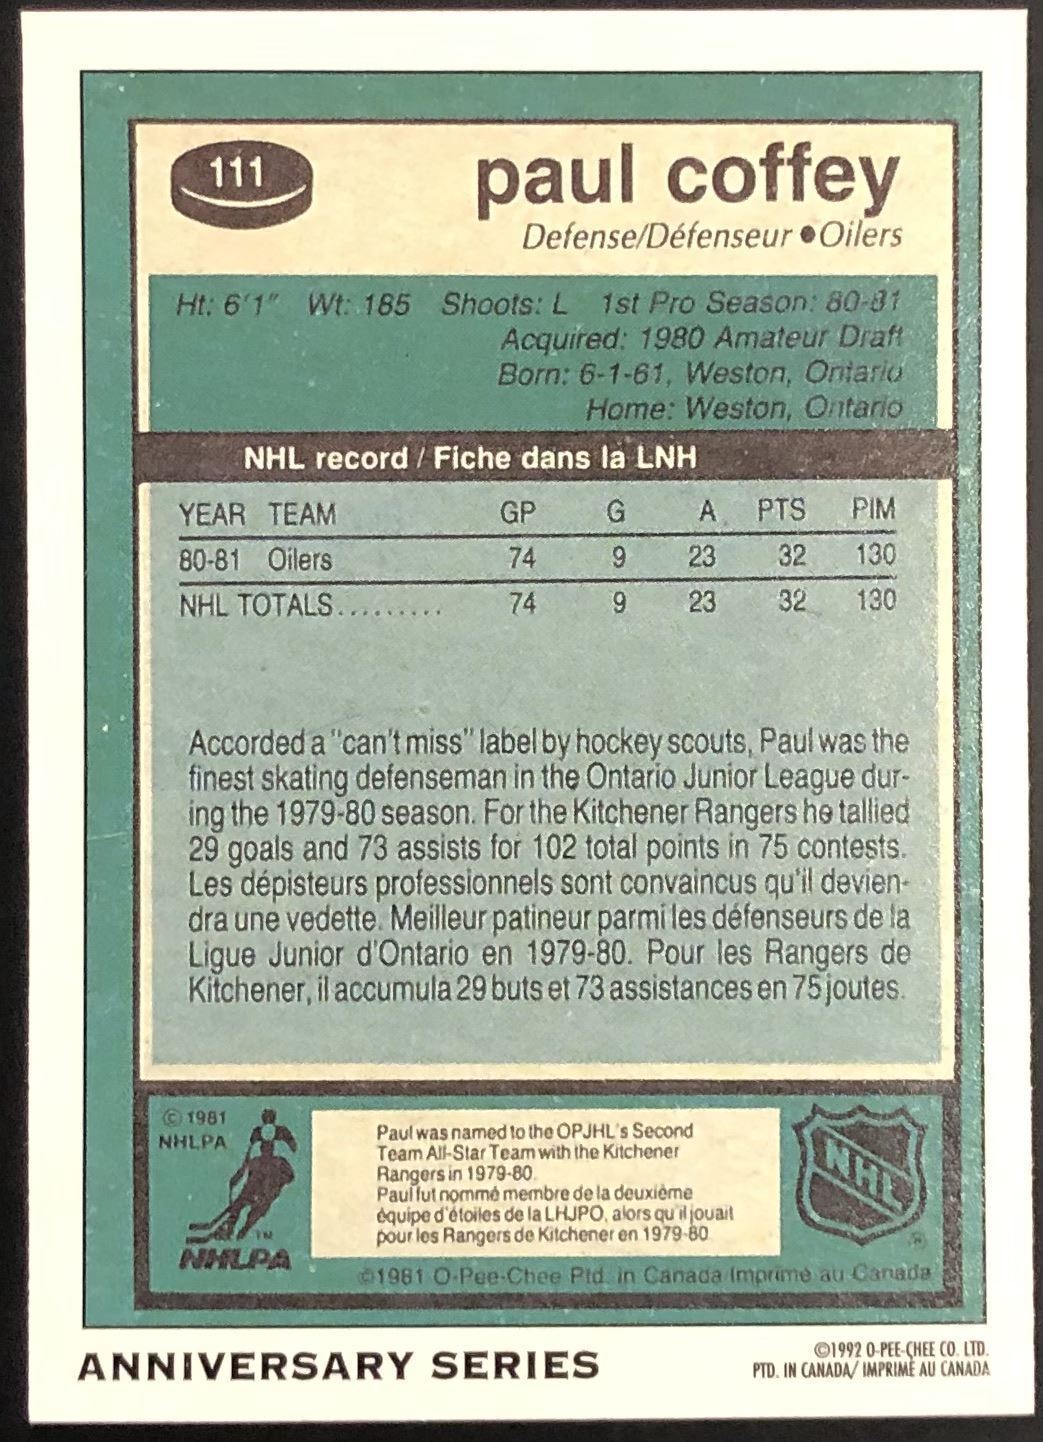 111
paul coffey
Defense/Défenseur ● Oilers
Ht: 6'1" Wt: 185 Shoots: L 1st Pro Season: 80-81
Acquired: 1980 Amateur Draft
Born: 6-1-61, Weston, Ontario
Home: Weston, Ontario
NHL record / Fiche dans la LNH
YEAR TEAM GP G A PTS PIM
80-81 Oilers 74 9 23 32 130
NHL TOTALS......... 74 9 23 32 130
Accorded a "can't miss" label by hockey scouts, Paul was the
finest skating defenseman in the Ontario Junior League dur-
ing the 1979-80 season. For the Kitchener Rangers he tallied
29 goals and 73 assists for 102 total points in 75 contests.
Les dépisteurs professionnels sont convaincus qu'il devien-
dra une vedette. Meilleur patineur parmi les défenseurs de la
Ligue Junior d'Ontario en 1979-80. Pour les Rangers de
Kitchener, il accumula 29 buts et 73 assistances en 75 joutes.
© 1981
NHLPA
TM
NHLPA
Paul was named to the OPJHL's Second
Team All-Star Team with the Kitchener
Rangers in 1979-80.
Paul fut nommé membre de la deuxième
équipe d'étoiles de la LHJPO, alors qu'il jouait
pour les Rangers de Kitchener en 1979-80
NHL
®
©1981 O-Pee-Chee Ptd. in Canada Imprimé au Canada
ANNIVERSARY SERIES
©1992 O-PEE-CHEE CO. LTD.
PTD. IN CANADA/ IMPRIMÉ AU CANADA